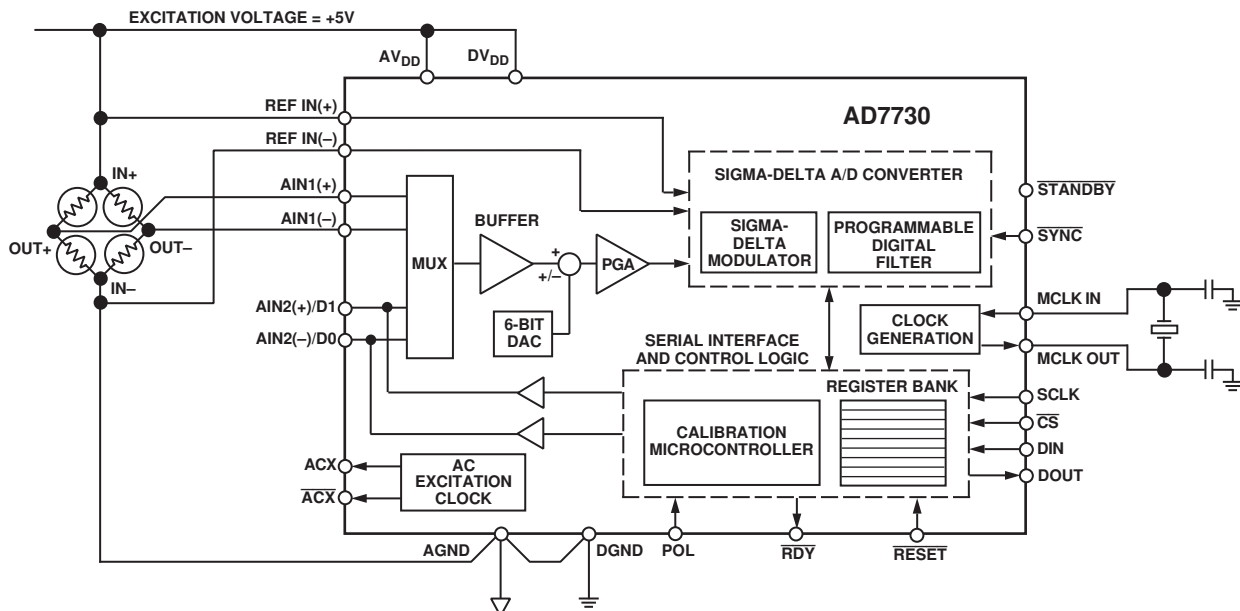 EXCITATION VOLTAGE = +5V
AVDD
DVDD
REF IN(+)
AD7730
REF IN(–)
IN+
SIGMA-DELTA A/D CONVERTER
STANDBY
AIN1(+)
AIN1(–)
BUFFER
SIGMA-
DELTA
MODULATOR
PROGRAMMABLE
DIGITAL
FILTER
SYNC
OUT+
OUT–
MUX
+
+/–
PGA
IN–
MCLK IN
AIN2(+)/D1
6-BIT
DAC
CLOCK
GENERATION
AIN2(–)/D0
SERIAL INTERFACE
AND CONTROL LOGIC
MCLK OUT
REGISTER BANK
SCLK
CS
CALIBRATION
MICROCONTROLLER
DIN
DOUT
ACX
AC
EXCITATION
CLOCK
ACX
AGND
DGND
POL
RDY
RESET